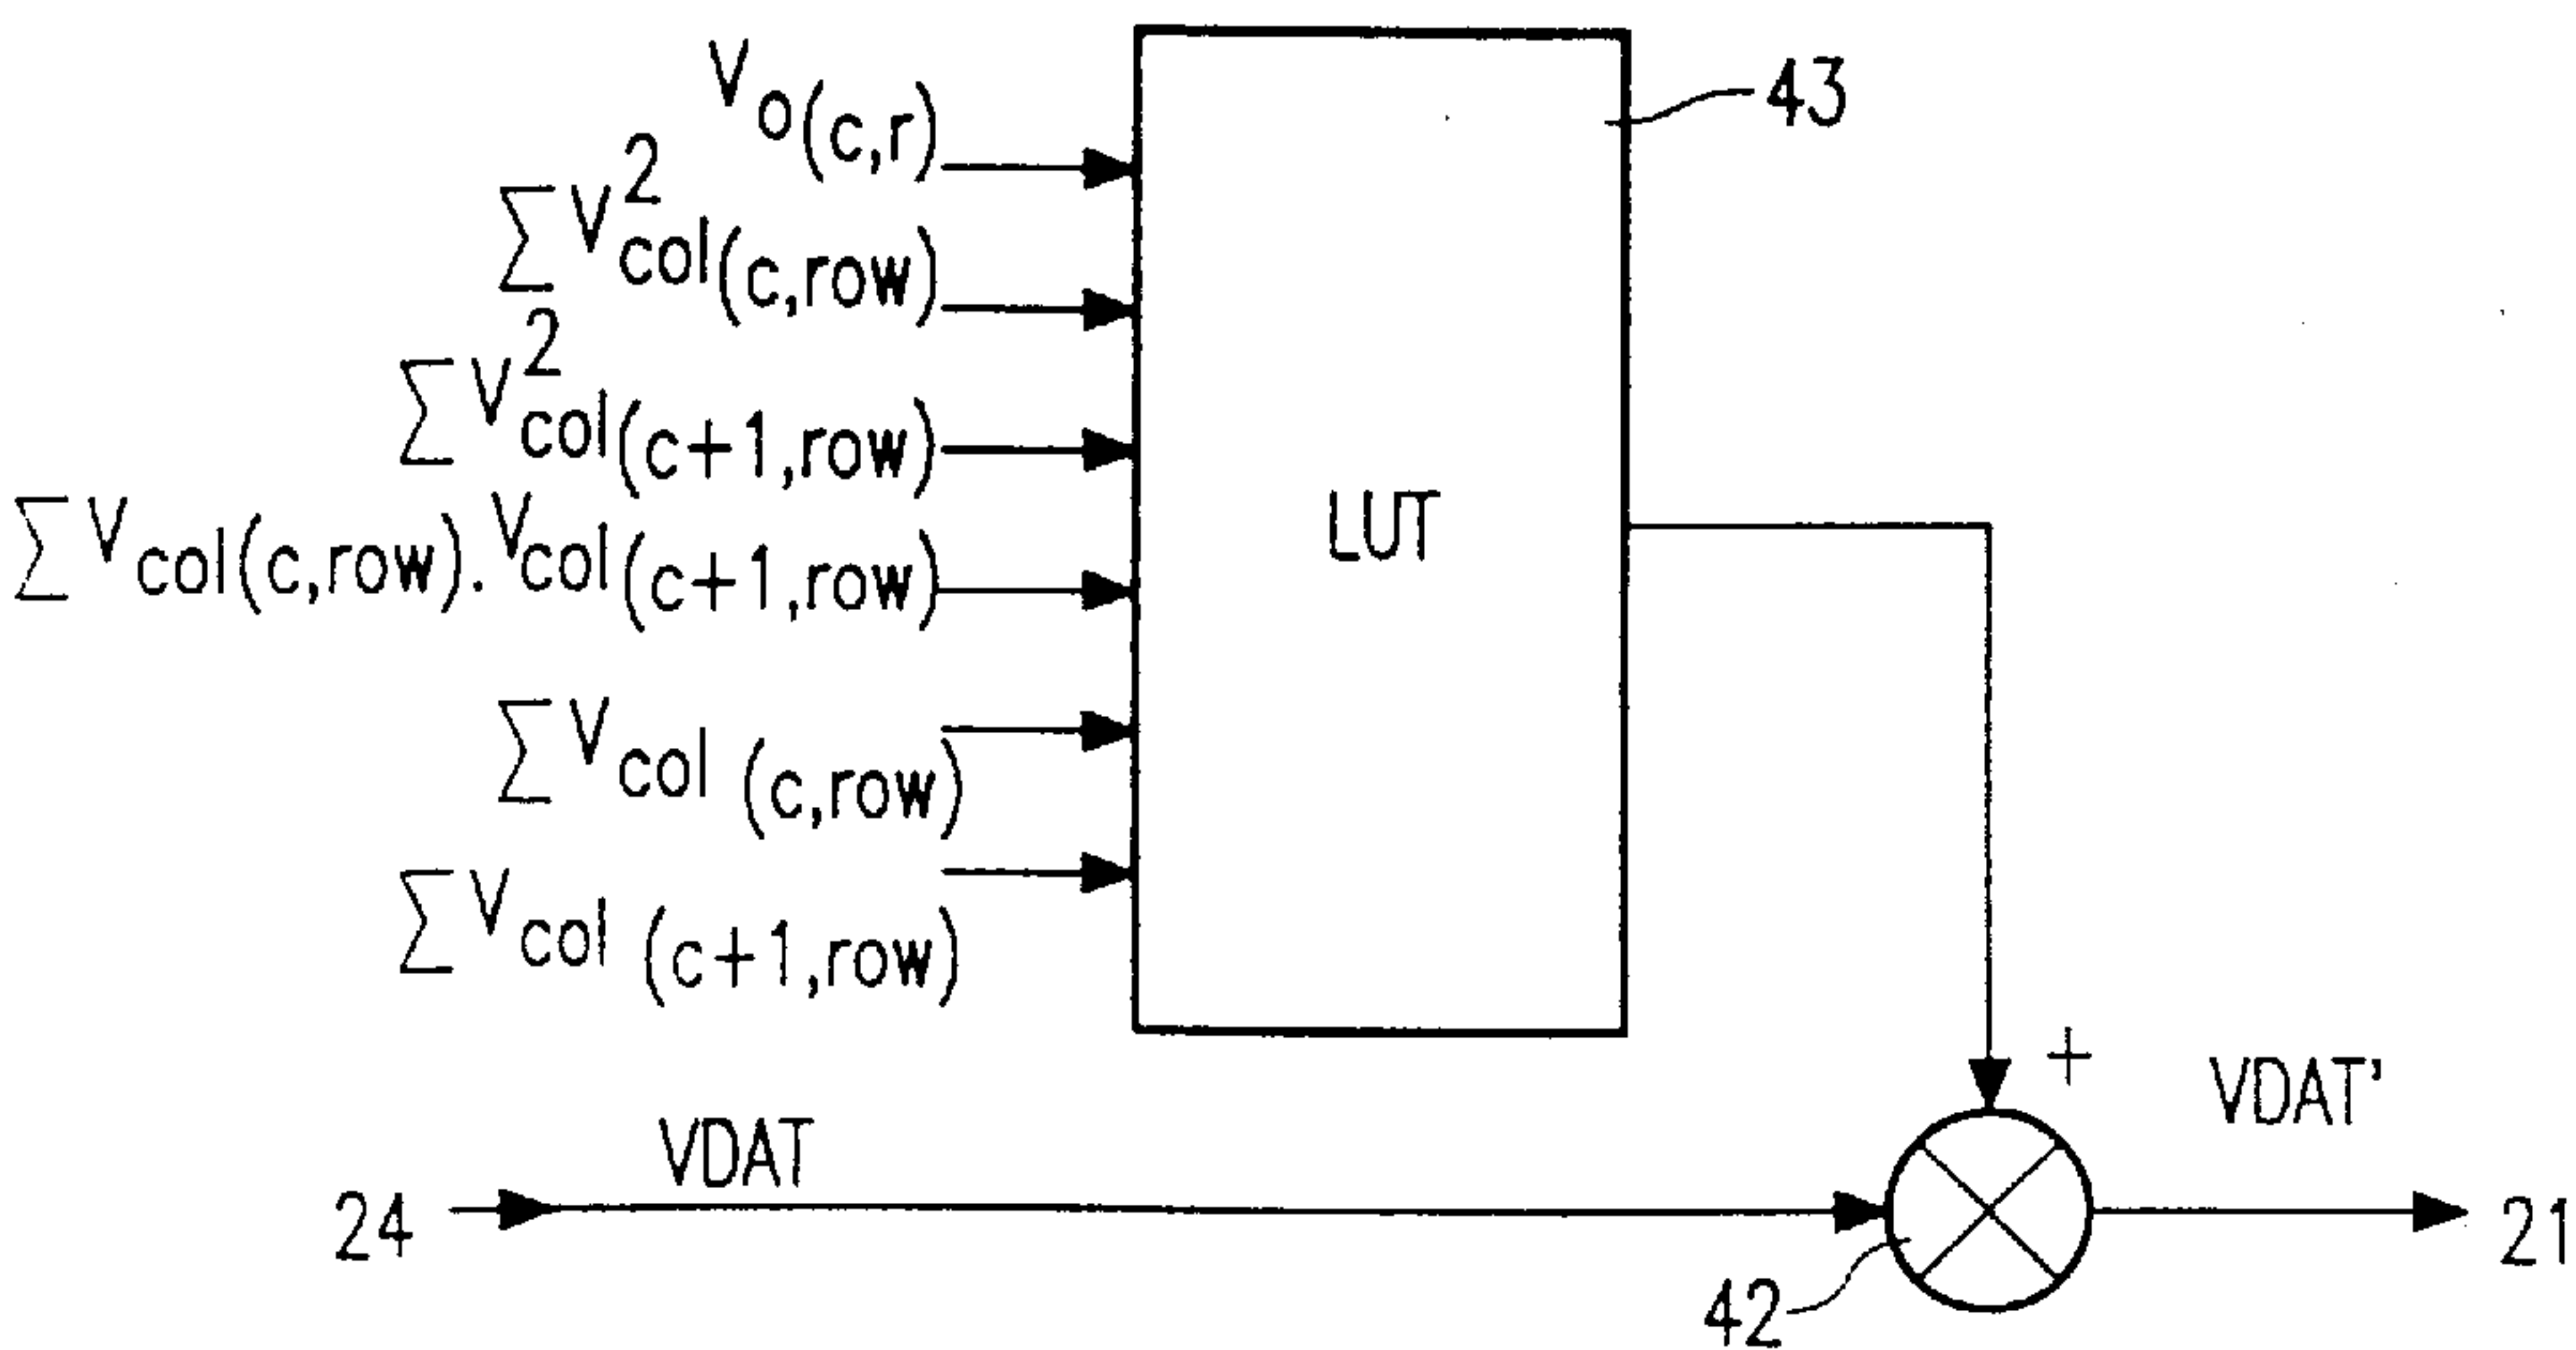 V₀(c,r)
43
∑V²col(c,row)
∑V²col(c+1,row)
∑Vcol(c,row).Vcol(c+1,row)
LUT
∑Vcol (c,row)
∑Vcol (c+1,row)
+
VDAT'
VDAT
24
21
42